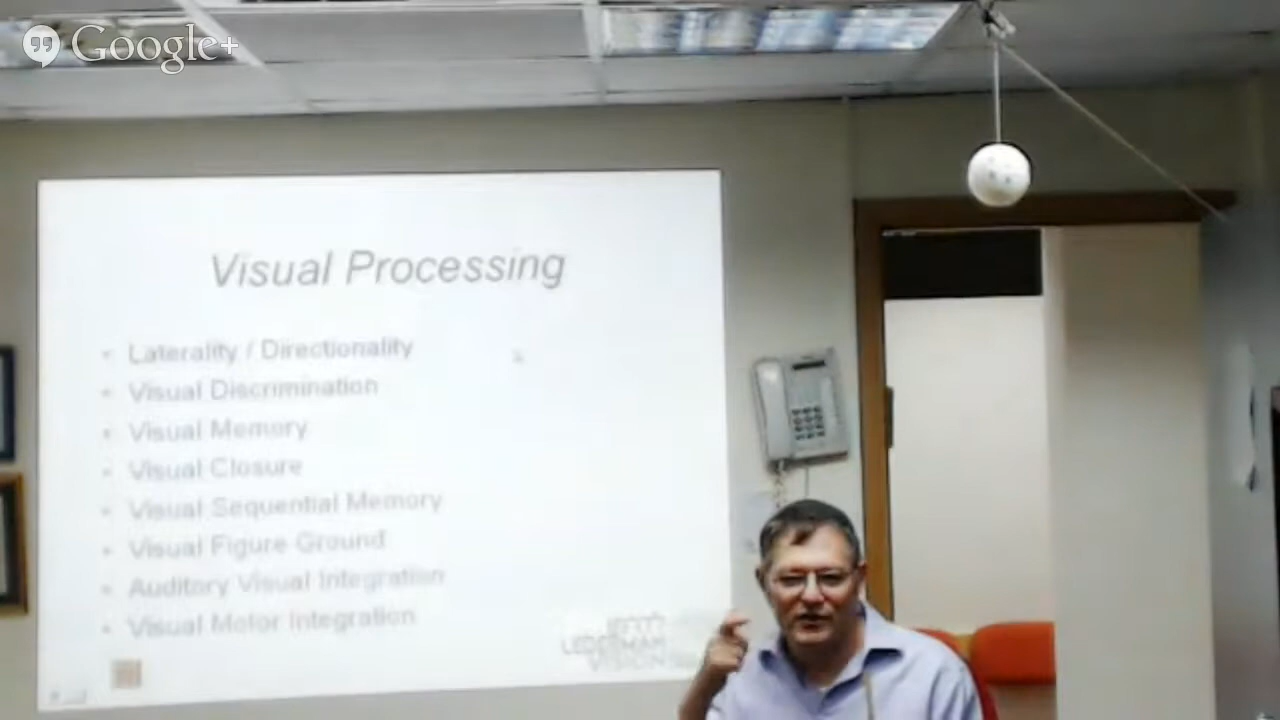 Google+
Visual Processing
Laterality / Directionality
Visual Discrimination
Visual Memory
Visual Closure
Visual Sequential Memory
Visual Figure Ground
Auditory Visual Integration
Visual Motor Integration
VISION